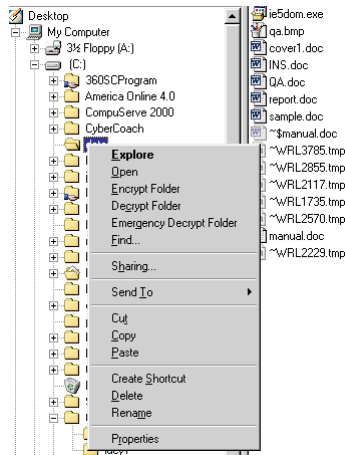 Desktop
My Computer
3½ Floppy (A:)
(C:)
360SCProgram
America Online 4.0
CompuServe 2000
CyberCoach
Explore
Open
Encrypt Folder
Decrypt Folder
Emergency Decrypt Folder
Find...
Sharing...
Send To
Cut
Copy
Paste
Create Shortcut
Delete
Rename
Properties
ie5dom.exe
qa.bmp
cover1.doc
INS.doc
QA.doc
report.doc
sample.doc
~$manual.doc
~WRL3785.tmp
~WRL2855.tmp
~WRL2117.tmp
~WRL1735.tmp
~WRL2570.tmp
manual.doc
~WRL2229.tmp